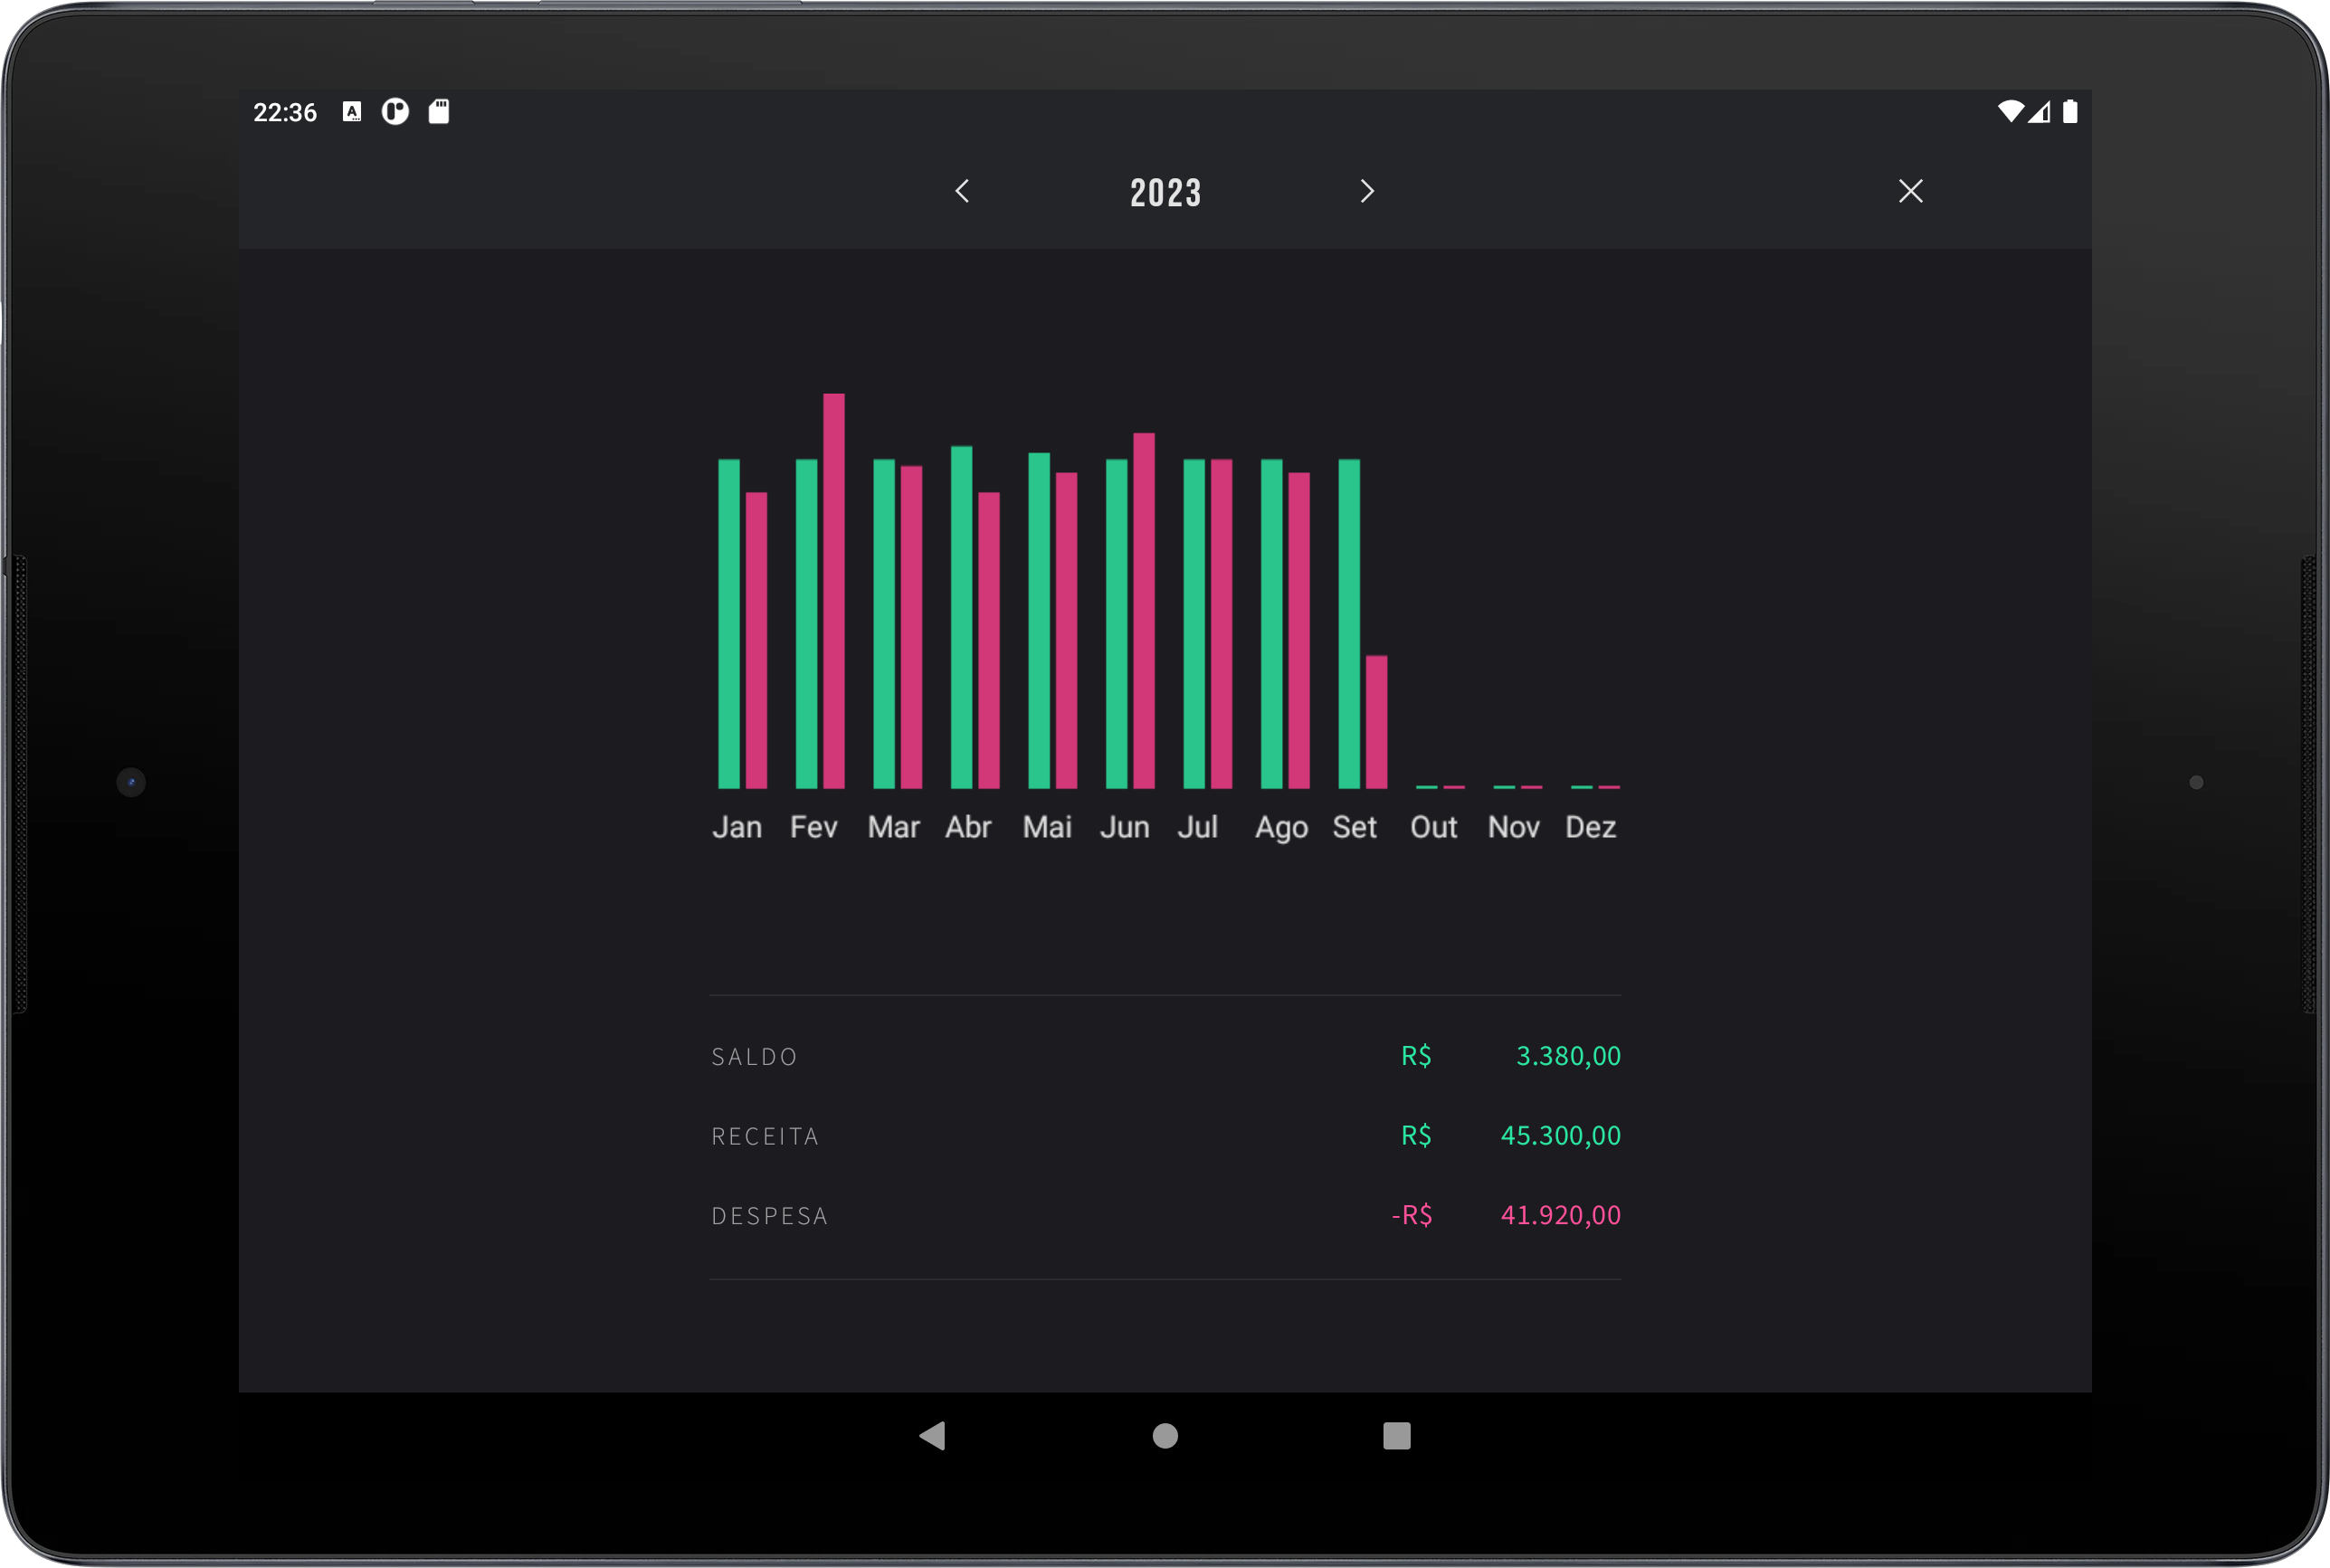 22:36
2023
Jan Fev Mar Abr Mai Jun Jul Ago Set Out Nov Dez
SALDO R$ 3.380,00
RECEITA R$ 45.300,00
DESPESA -R$ 41.920,00